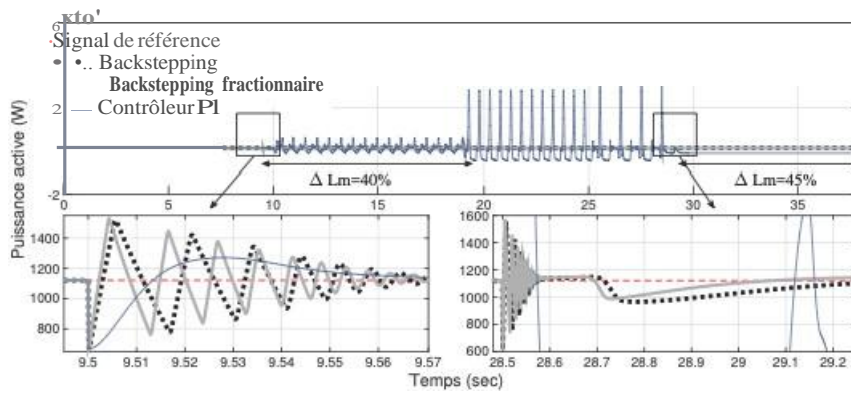 6 xto'
Signal de référence
•.. Backstepping
Backstepping fractionnaire
— Contrôleur Pl
2
-2
Puissance active (W)
0 5 10 15 20 25 30 35
Δ Lm=40%
Δ Lm=45%
1400
1200
1000
800
9.5 9.51 9.52 9.53 9.54 9.55 9.56 9.57
1600
1400
1200
1000
800
600
28.5 28.6 28.7 28.8 28.9 29 29.1 29.2
Temps (sec)